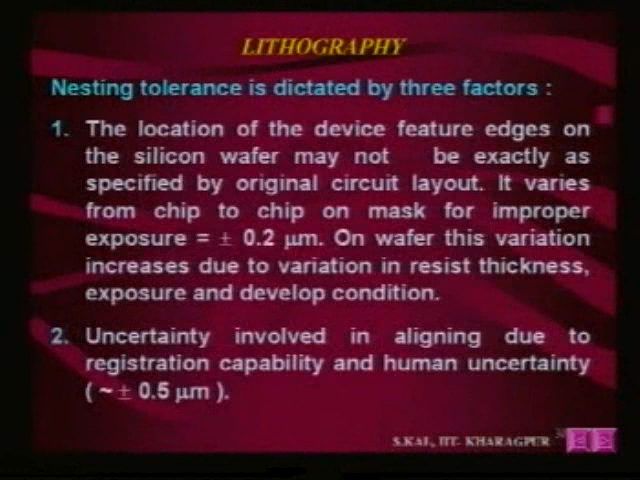 LITHOGRAPHY
Nesting tolerance is dictated by three factors :
1. The location of the device feature edges on
the silicon wafer may not be exactly as
specified by original circuit layout. It varies
from chip to chip on mask for improper
exposure = ± 0.2 μm. On wafer this variation
increases due to variation in resist thickness,
exposure and develop condition.
2. Uncertainty involved in aligning due to
registration capability and human uncertainty
( ~ ± 0.5 μm ).
S.KAL, IIT- KHARAGPUR